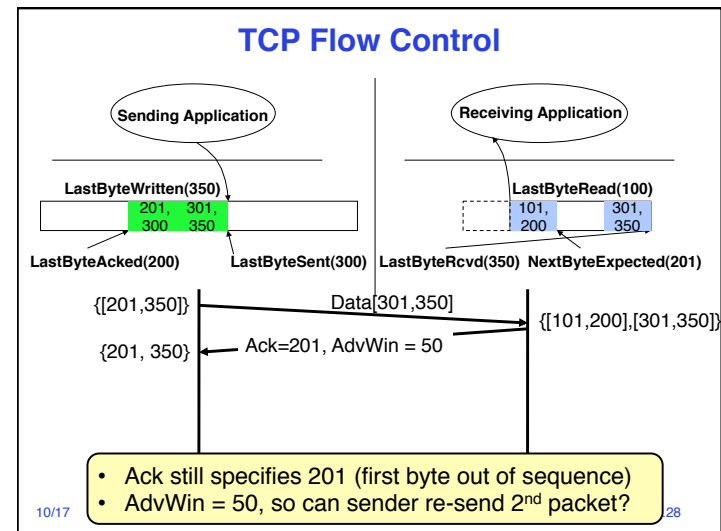 TCP Flow Control
Sending Application
Receiving Application
LastByteWritten(350)
LastByteRead(100)
201,
300
301,
350
101,
200
301,
350
LastByteAcked(200)
LastByteSent(300)
LastByteRcvd(350)
NextByteExpected(201)
{[201,350]}
Data[301,350]
{[101,200],[301,350]}
{201, 350}
Ack=201, AdvWin = 50
• Ack still specifies 201 (first byte out of sequence)
• AdvWin = 50, so can sender re-send 2nd packet?
10/17
.28